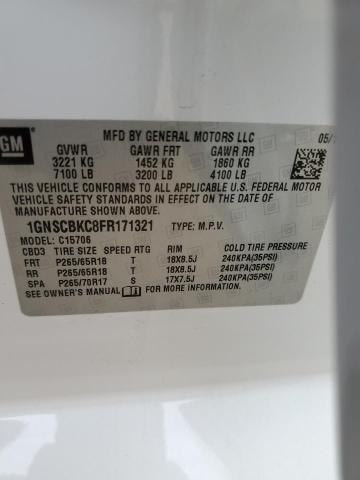 GM
MFD BY GENERAL MOTORS LLC 05/
GVWR GAWR FRT GAWR RR
3221 KG 1452 KG 1860 KG
7100 LB 3200 LB 4100 LB
THIS VEHICLE CONFORMS TO ALL APPLICABLE U.S. FEDERAL MOTOR
VEHICLE SAFETY STANDARDS IN EFFECT ON THE DATE OF
MANUFACTURE SHOWN ABOVE.
1GNSCBKC8FR171321 TYPE: M.P.V.
MODEL: C15706
CBD3 TIRE SIZE SPEED RTG RIM COLD TIRE PRESSURE
FRT P265/65R18 T 18X8.5J 240KPA(35PSI)
RR P265/65R18 T 18X8.5J 240KPA(35PSI)
SPA P265/70R17 S 17X7.5J 240KPA(35PSI)
SEE OWNER'S MANUAL FOR MORE INFORMATION.